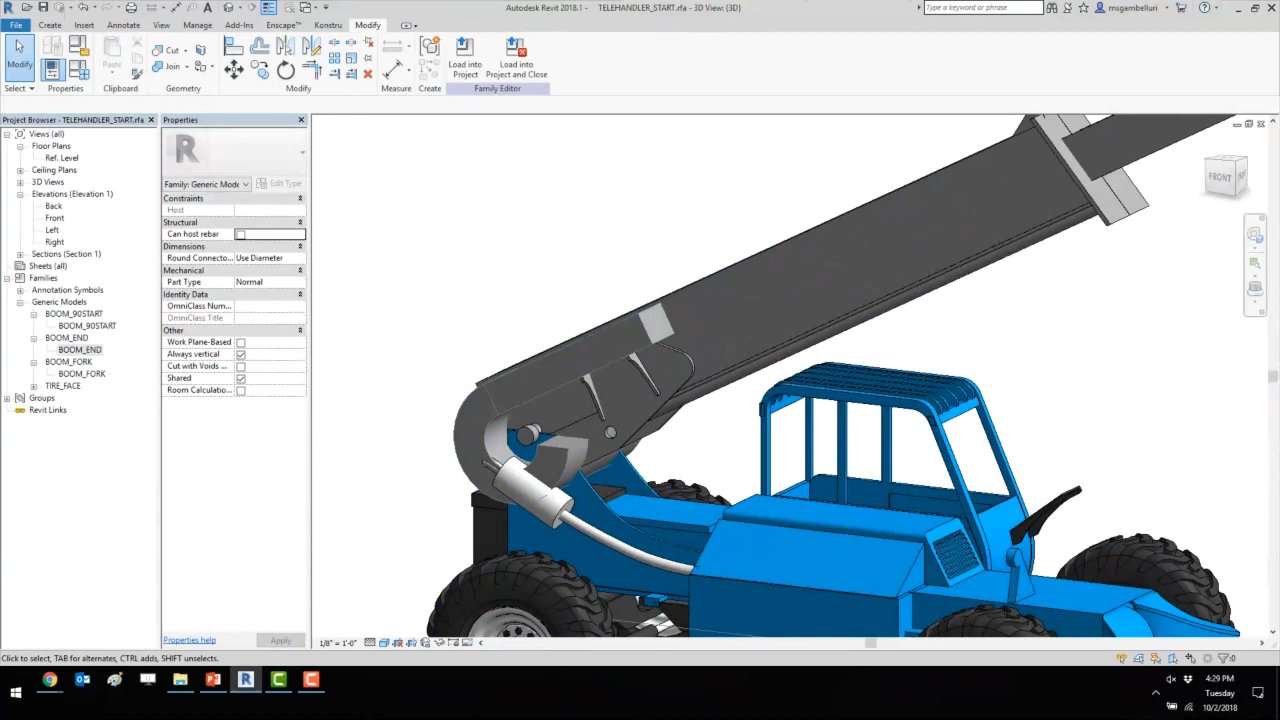 Autodesk Revit 2018.1 - TELEHANDLER_START.rfa - 3D View: {3D}
Type a keyword or phrase
msgambelluri
File
Create
Insert
Annotate
View
Manage
Add-Ins
Enscape™
Konstru
Modify
Modify
Paste
Cut
Join
Load into
Project
Load into
Project and Close
Select
Properties
Clipboard
Geometry
Modify
Measure
Create
Family Editor
Project Browser - TELEHANDLER_START.rfa
Views (all)
Floor Plans
Ref. Level
Ceiling Plans
3D Views
Elevations (Elevation 1)
Back
Front
Left
Right
Sections (Section 1)
Sheets (all)
Families
Annotation Symbols
Generic Models
BOOM_90START
BOOM_90START
BOOM_END
BOOM_END
BOOM_FORK
BOOM_FORK
TIRE_FACE
Groups
Revit Links
Properties
R
Family: Generic Mode
Edit Type
Constraints
Host
Structural
Can host rebar
Dimensions
Round Connecto... Use Diameter
Mechanical
Part Type Normal
Identity Data
OmniClass Num...
OmniClass Title
Other
Work Plane-Based
Always vertical
Cut with Voids ...
Shared
Room Calculatio...
Properties help
Apply
FRONT
1/8" = 1'-0"
Click to select, TAB for alternates, CTRL adds, SHIFT unselects.
:0
4:29 PM
Tuesday
10/2/2018